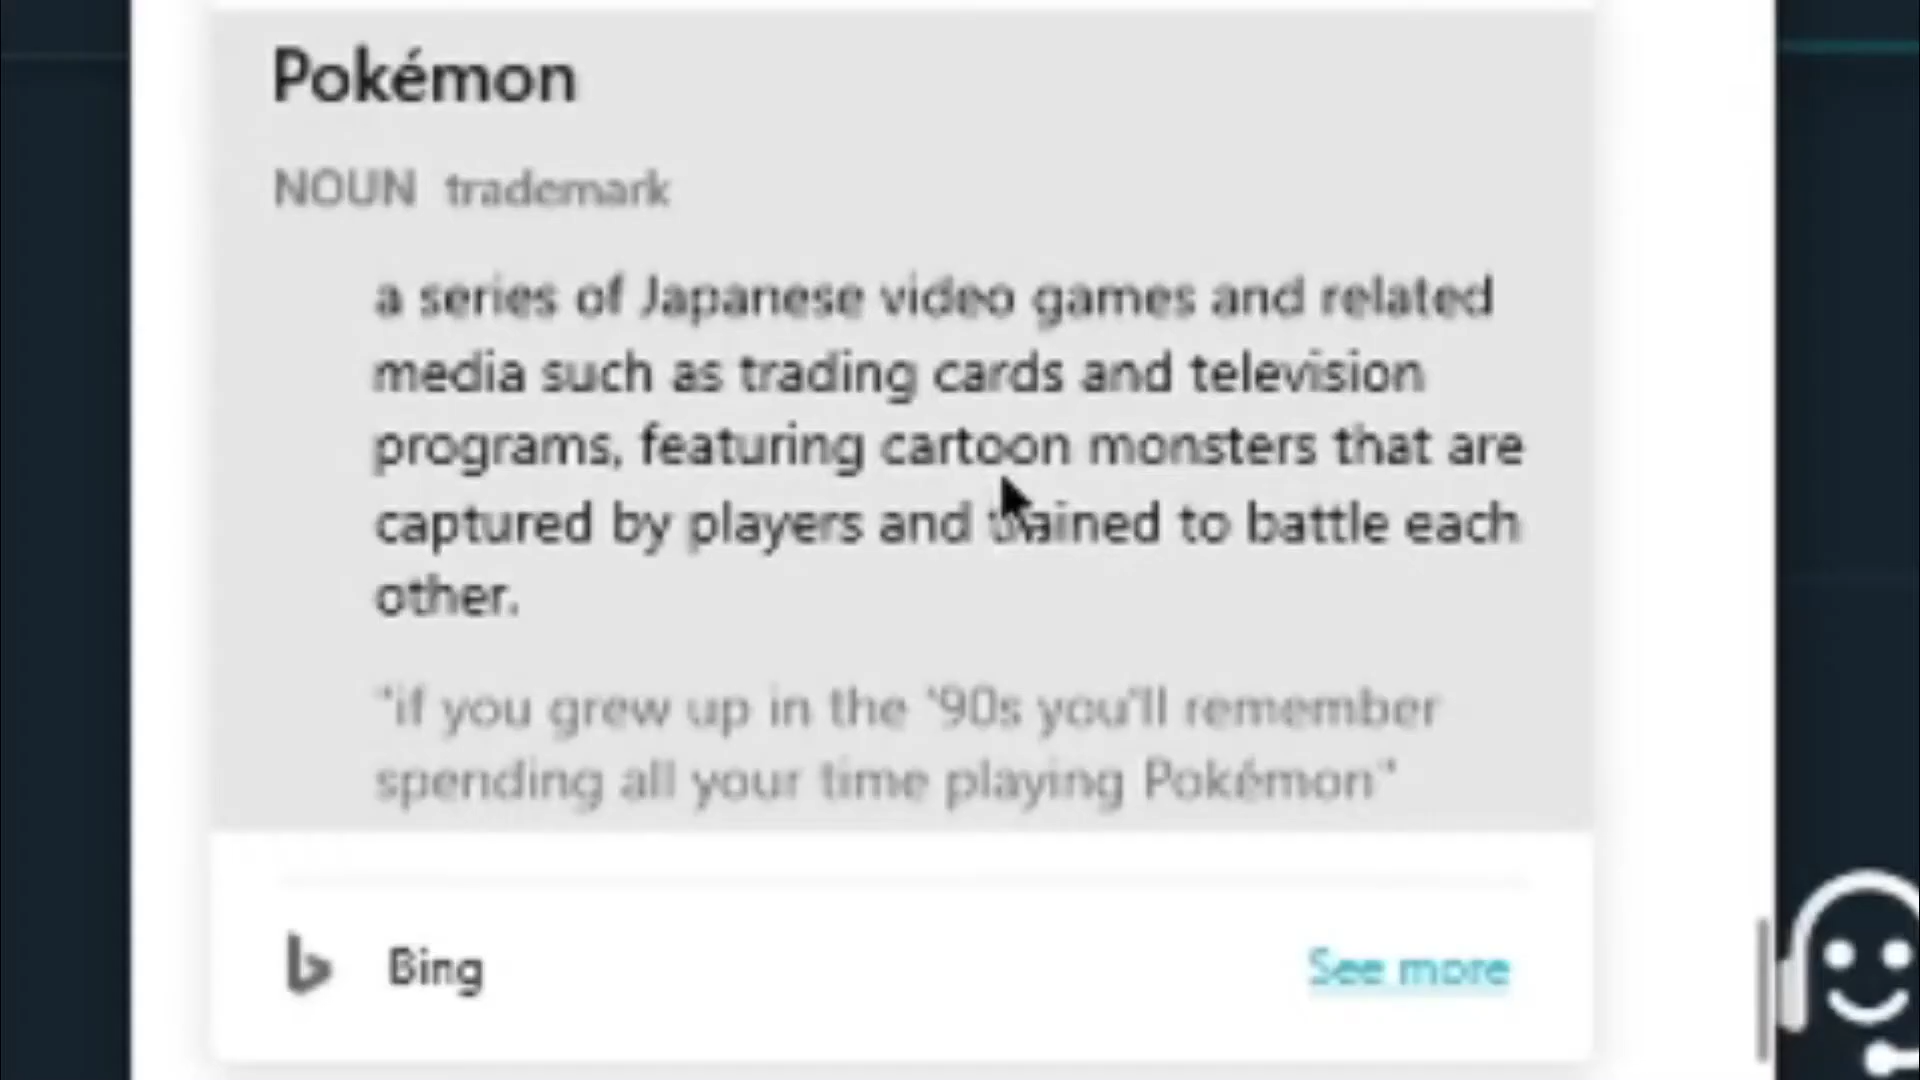 Pokémon
NOUN trademark
a series of Japanese video games and related
media such as trading cards and television
programs, featuring cartoon monsters that are
captured by players and trained to battle each
other.
"if you grew up in the '90s you'll remember
spending all your time playing Pokémon"
Bing
See more